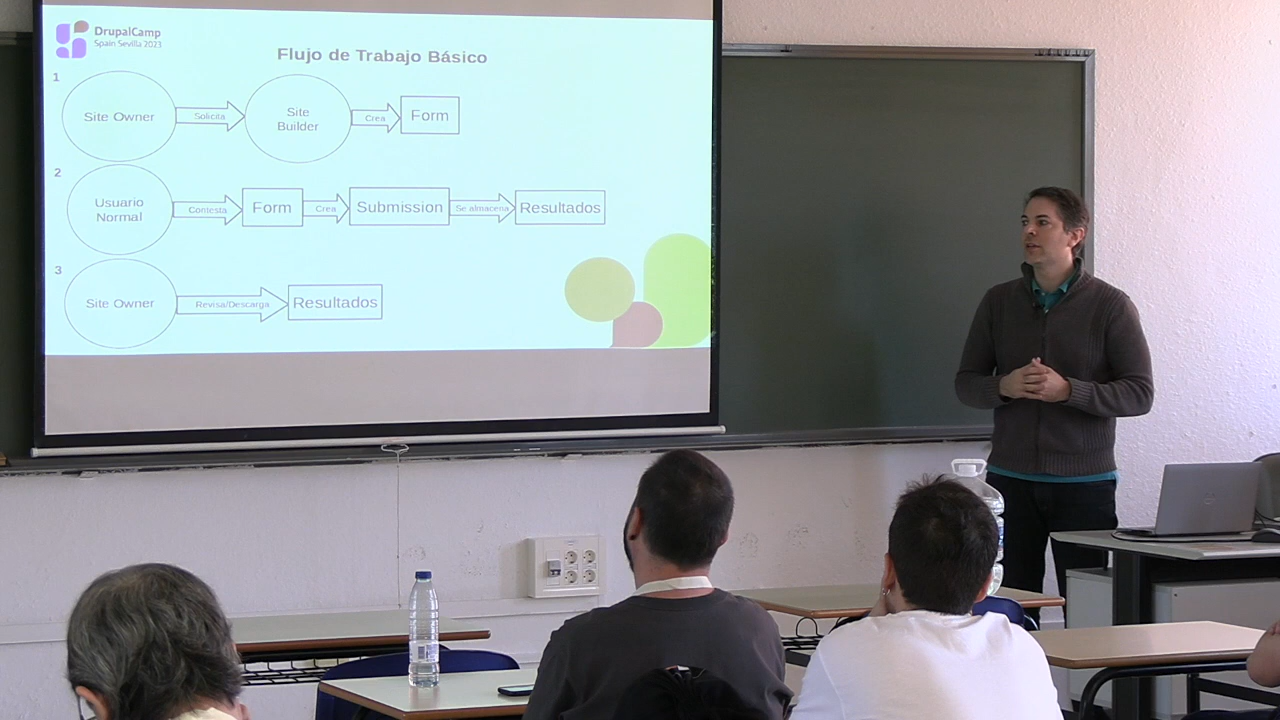 DrupalCamp
Spain Sevilla 2023
Flujo de Trabajo Básico
1
Site Owner
Solicita
Site
Builder
Crea
Form
2
Usuario
Normal
Contesta
Form
Crea
Submission
Se almacena
Resultados
3
Site Owner
Revisa/Descarga
Resultados